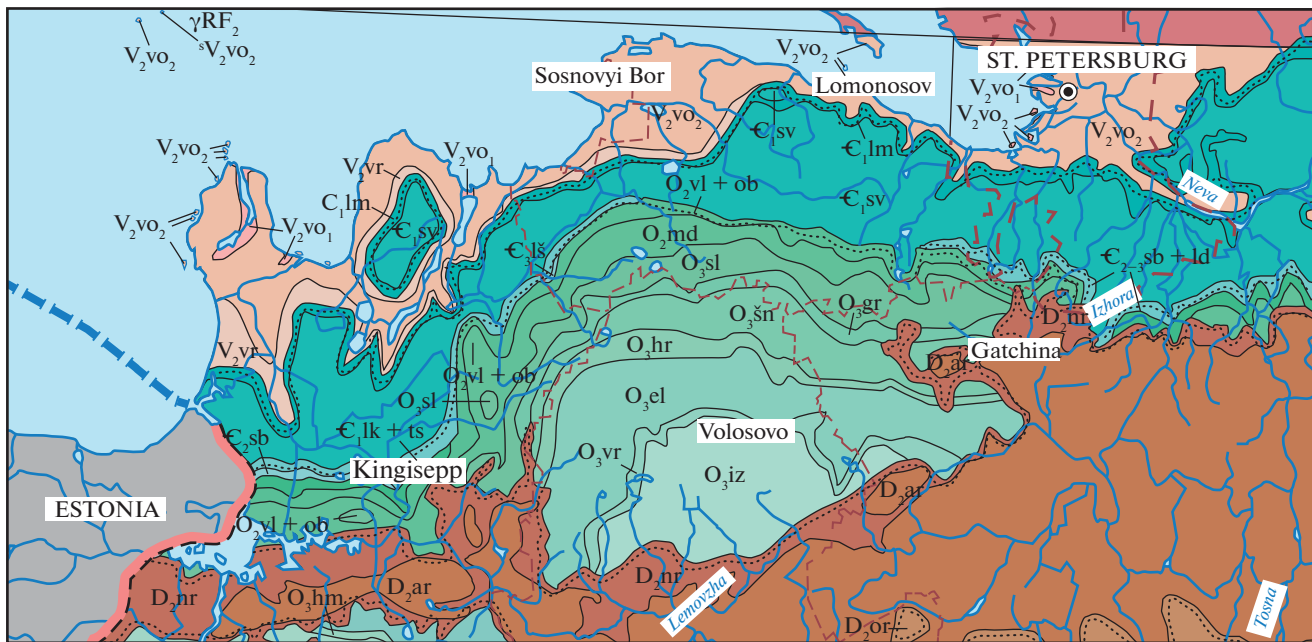 γRF₂
V₂vo₂
ˢV₂vo₂
V₂vo₂
ST. PETERSBURG
Sosnovyi Bor
Lomonosov
V₂vo₁
V₂vo₂
V₂vo₂
Є₁sv
V₂vo₂
Є₁lm
V₂vo₂
V₂vr
V₂vo₁
O₂vl + ob
Neva
C₁lm
Є₁sv
Є₁sv
V₂vo₂
V₂vo₁
O₂md
Є₃lš
O₃sl
Є₂₋₃sb + ld
O₃gr
Izhora
O₃šn
D₂nr
V₂vr
O₃hr
Gatchina
D₂ar
O₂vl + ob
O₃sl
O₃el
Є₂sb
Є₁lk + ts
Volosovo
Kingisepp
O₃vr
O₃iz
D₂ar
ESTONIA
O₂vl + ob
D₂nr
D₂ar
D₂nr
O₃hm
Lemovzha
Tosna
D₂or